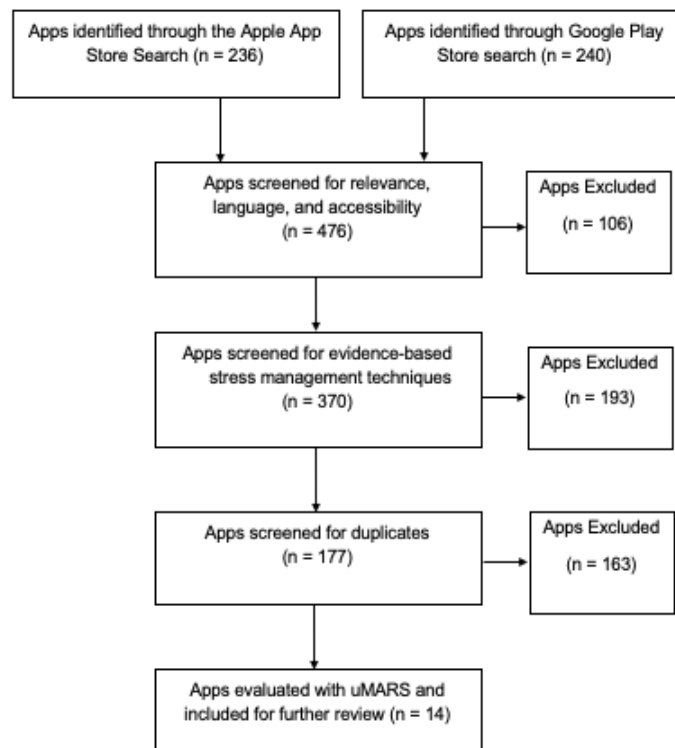 Apps identified through the Apple App
Store Search (n = 236)
Apps identified through Google Play
Store search (n = 240)
Apps screened for relevance,
language, and accessibility
(n = 476)
Apps Excluded
(n = 106)
Apps screened for evidence-based
stress management techniques
(n = 370)
Apps Excluded
(n = 193)
Apps screened for duplicates
(n = 177)
Apps Excluded
(n = 163)
Apps evaluated with uMARS and
included for further review (n = 14)